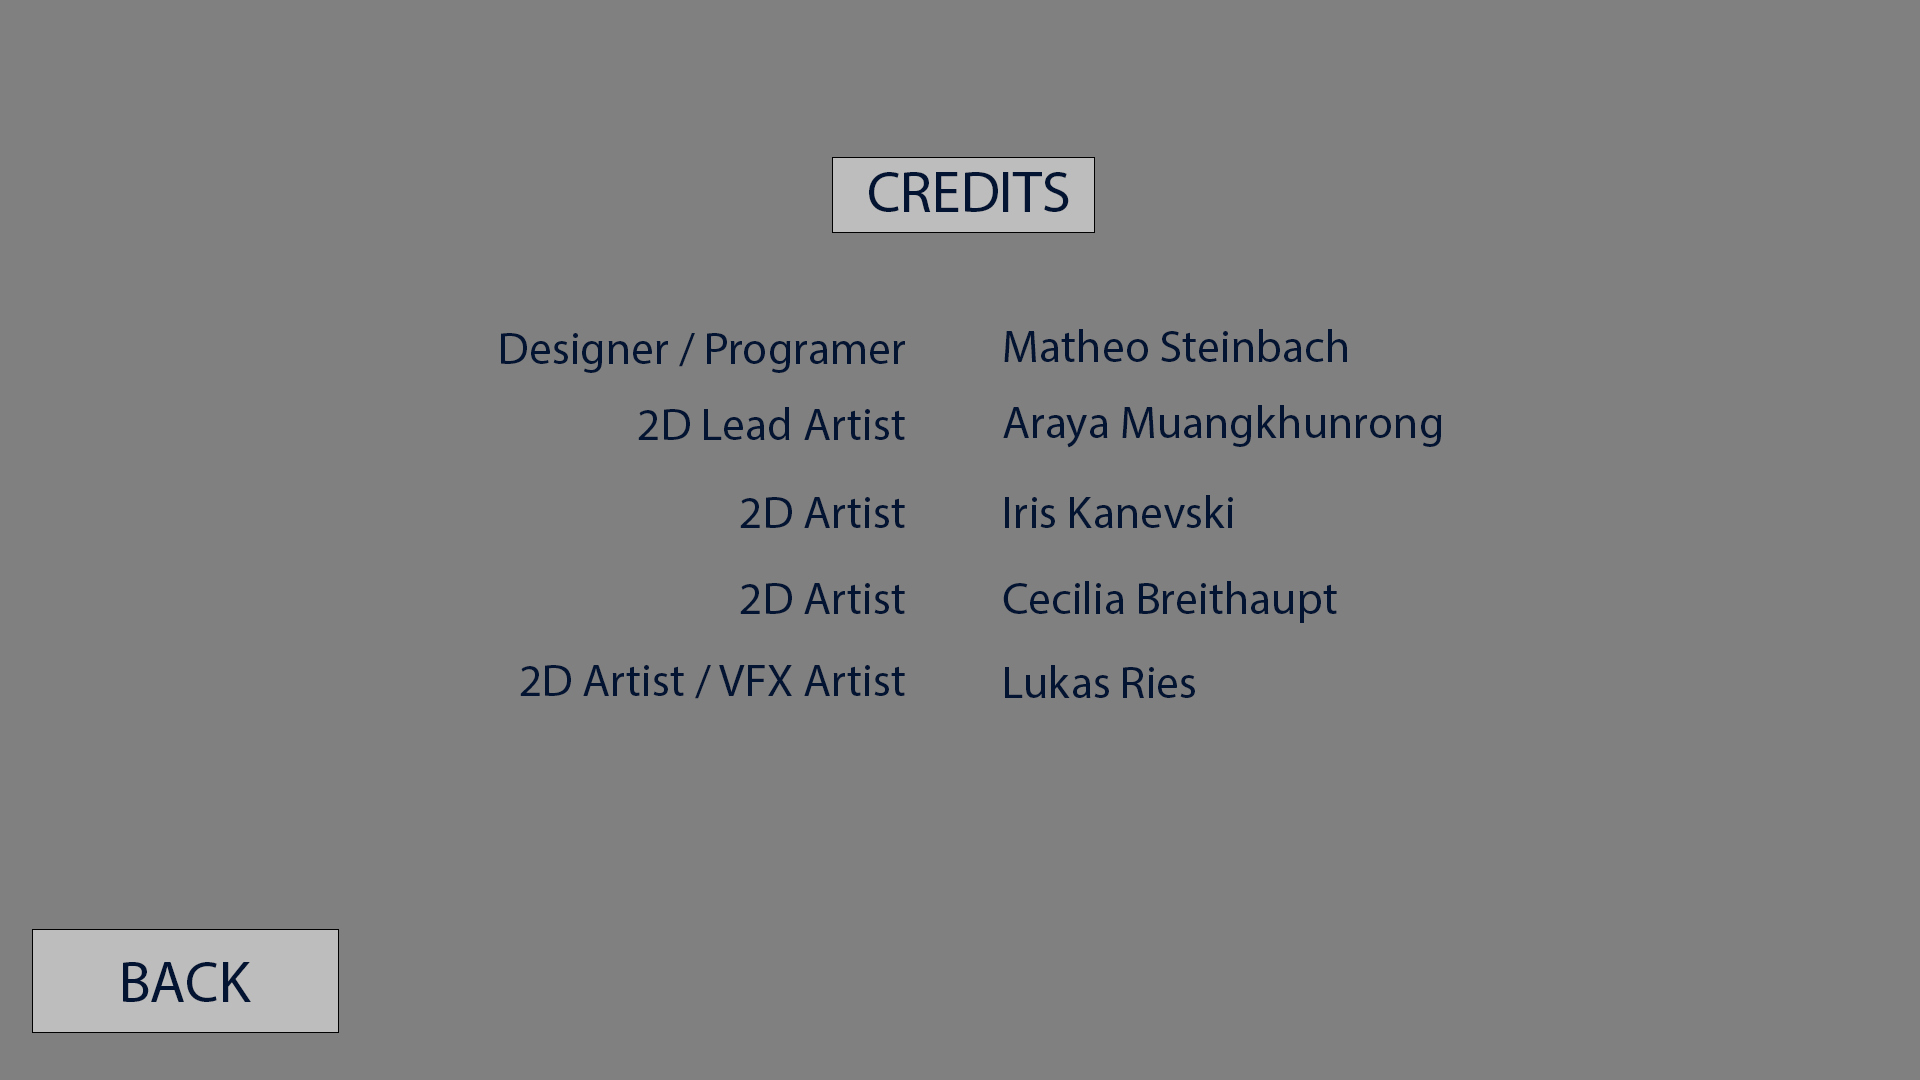 CREDITS
Designer / Programer Matheo Steinbach
2D Lead Artist Araya Muangkhunrong
2D Artist Iris Kanevski
2D Artist Cecilia Breithaupt
2D Artist / VFX Artist Lukas Ries
BACK